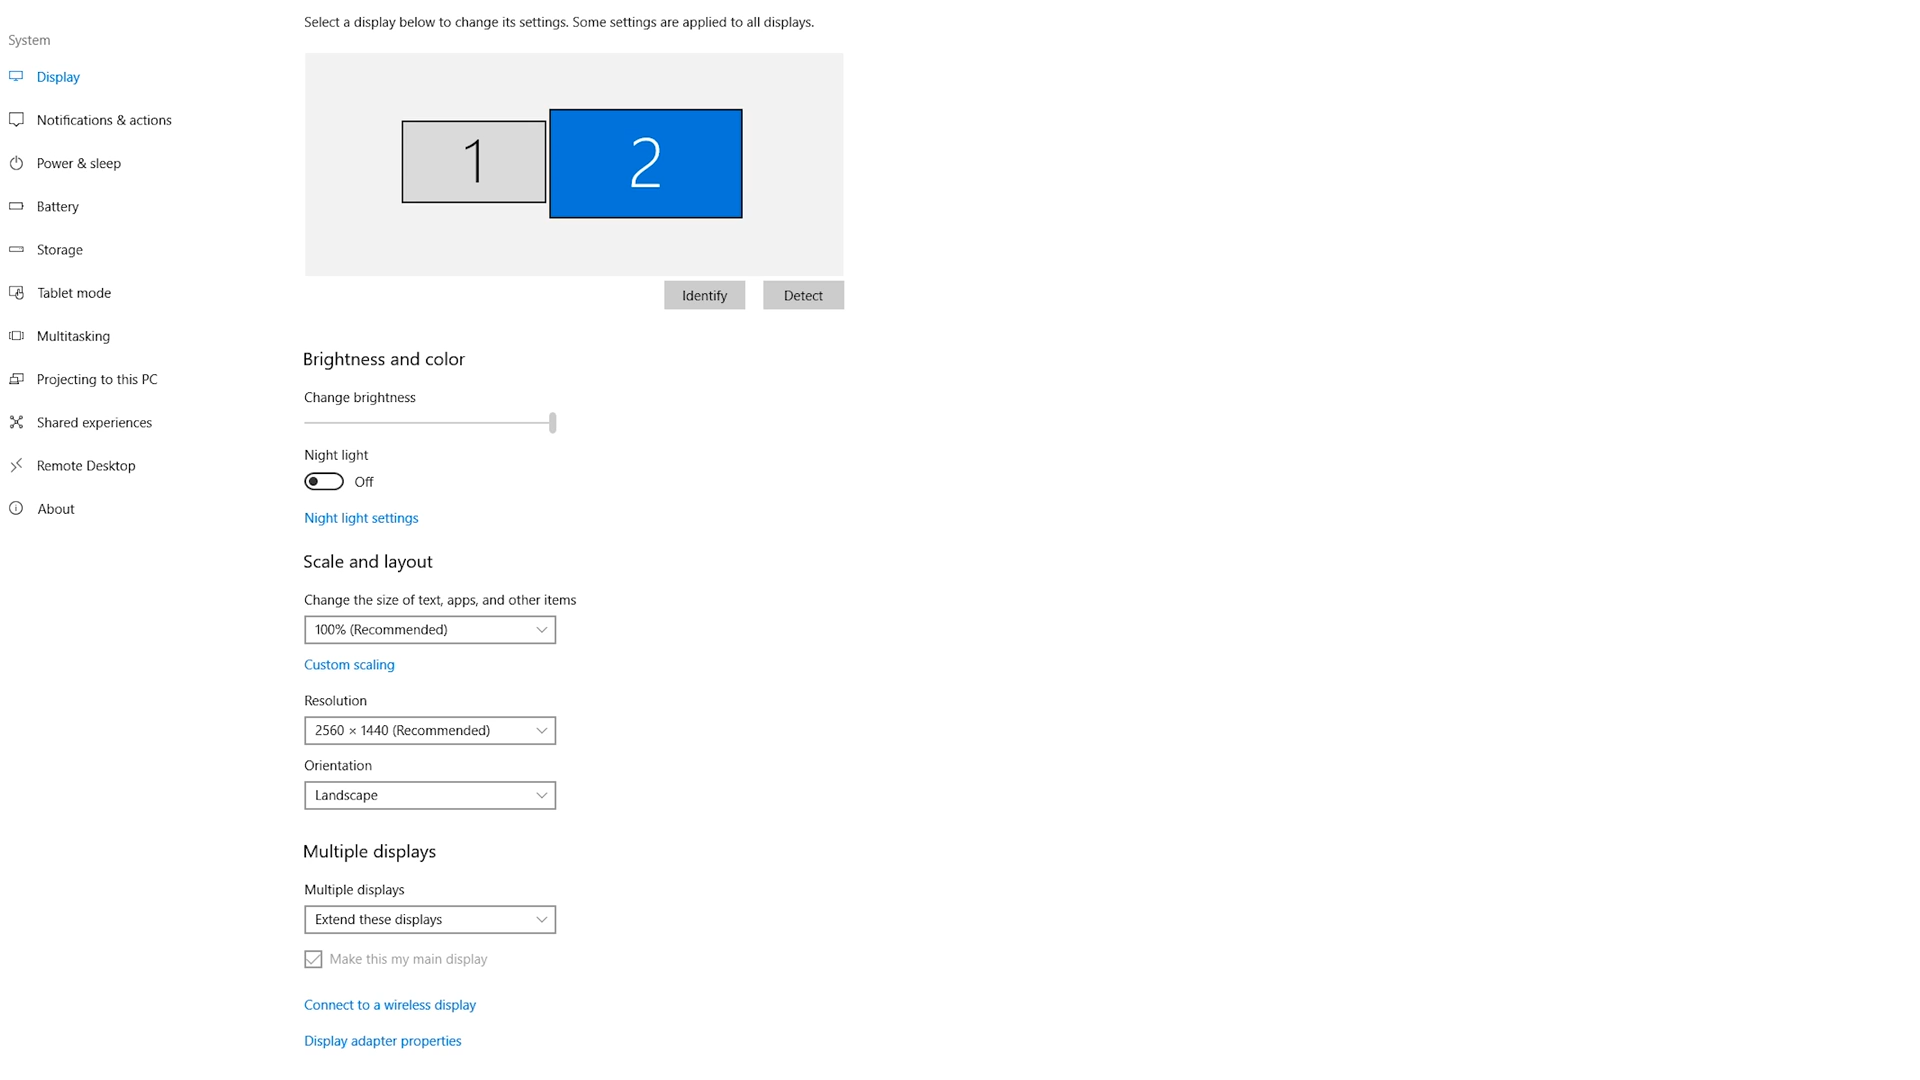 Select a display below to change its settings. Some settings are applied to all displays.
System
Display
Notifications & actions
Power & sleep
Battery
Storage
Tablet mode
Multitasking
Projecting to this PC
Shared experiences
Remote Desktop
About
1 2
Identify Detect
Brightness and color
Change brightness
Night light
Off
Night light settings
Scale and layout
Change the size of text, apps, and other items
100% (Recommended)
Custom scaling
Resolution
2560 × 1440 (Recommended)
Orientation
Landscape
Multiple displays
Multiple displays
Extend these displays
Make this my main display
Connect to a wireless display
Display adapter properties